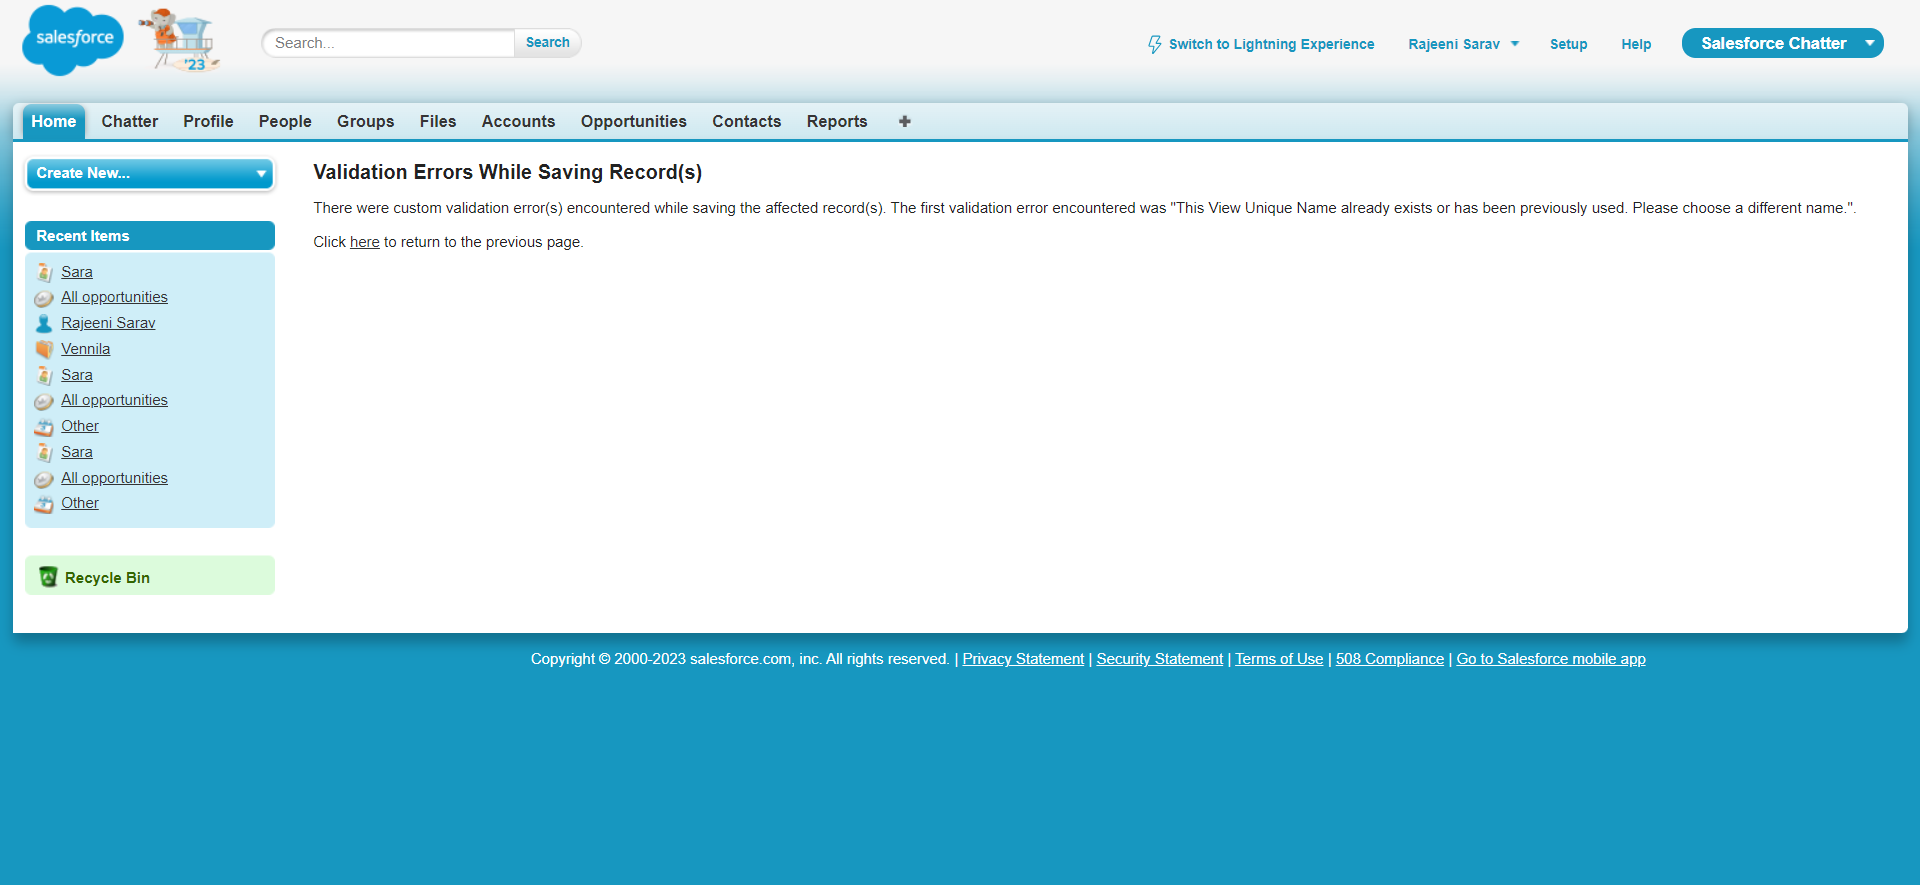 salesforce
'23
Search...
Search
Switch to Lightning Experience
Rajeeni Sarav
Setup
Help
Salesforce Chatter
Home
Chatter
Profile
People
Groups
Files
Accounts
Opportunities
Contacts
Reports
Create New...
Recent Items
Sara
All opportunities
Rajeeni Sarav
Vennila
Sara
All opportunities
Other
Sara
All opportunities
Other
Recycle Bin
Validation Errors While Saving Record(s)
There were custom validation error(s) encountered while saving the affected record(s). The first validation error encountered was "This View Unique Name already exists or has been previously used. Please choose a different name.".
Click here to return to the previous page.
Copyright © 2000-2023 salesforce.com, inc. All rights reserved. | Privacy Statement | Security Statement | Terms of Use | 508 Compliance | Go to Salesforce mobile app